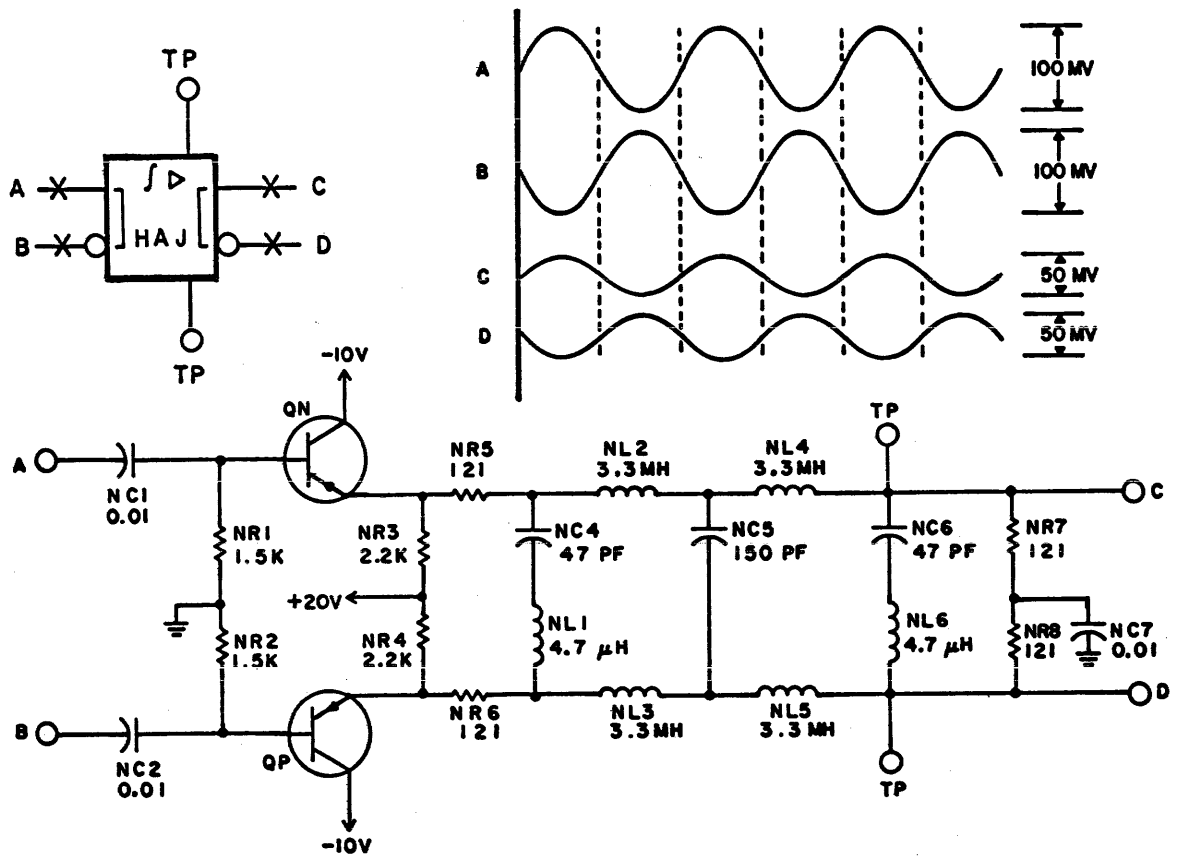 TP
A
C
∫ ▷
HAJ
B
D
TP
A
100 MV
B
100 MV
C
50 MV
D
50 MV
-10V
QN
A
NC1
0.01
NR1
1.5K
NR2
1.5K
B
NC2
0.01
QP
-10V
NR3
2.2K
+20V
NR4
2.2K
NR5
121
NR6
121
NC4
47 PF
NL1
4.7 μH
NL2
3.3MH
NL3
3.3MH
NC5
150 PF
NL4
3.3MH
NL5
3.3MH
TP
NC6
47 PF
NL6
4.7 μH
TP
NR7
121
NR8
121
NC7
0.01
C
D